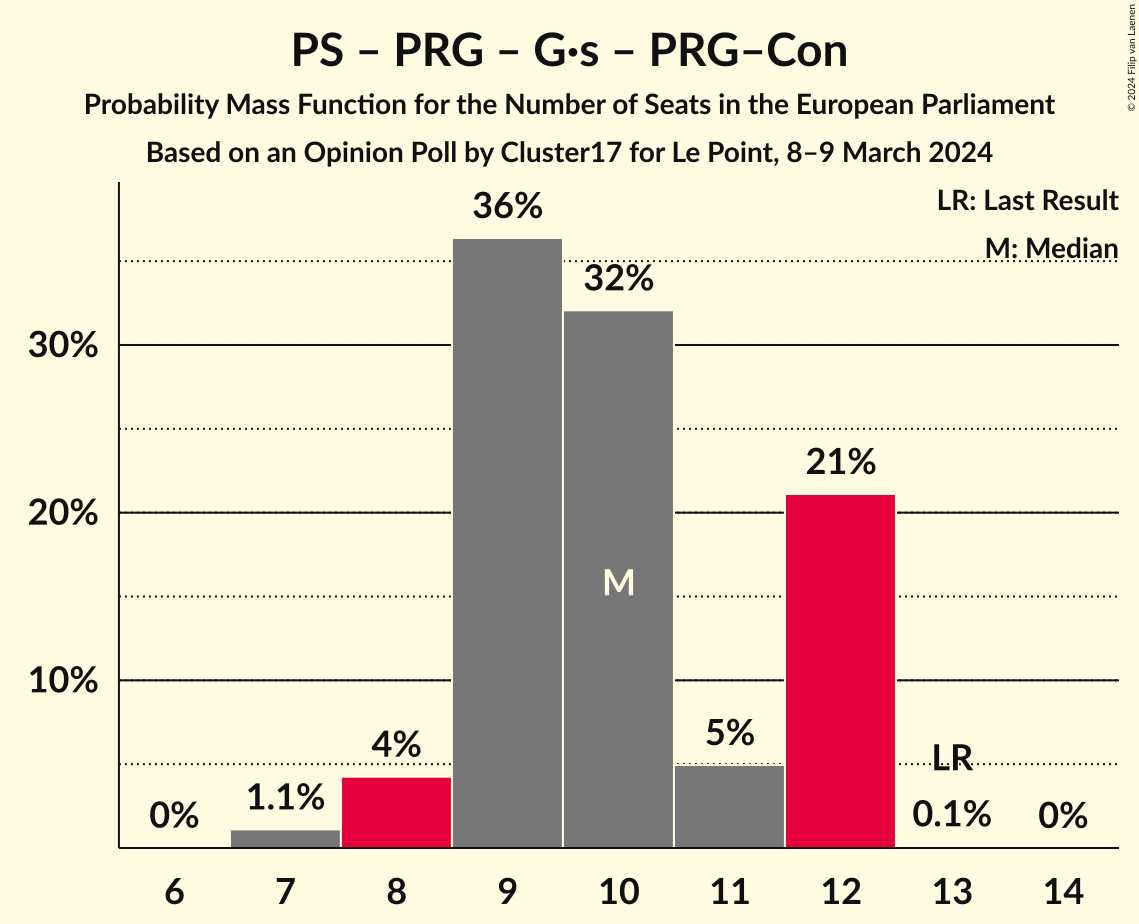 PS – PRG – G·s – PRG–Con
Probability Mass Function for the Number of Seats in the European Parliament
Based on an Opinion Poll by Cluster17 for Le Point, 8–9 March 2024
© 2024 Filip van Laenen
LR: Last Result
M: Median
36%
32%
30%
21%
20%
M
10%
5%
4%
LR
1.1%
0%
0.1%
0%
6 7 8 9 10 11 12 13 14